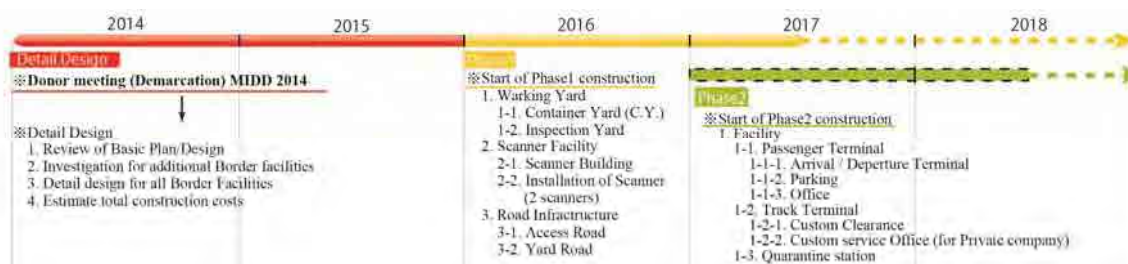 2014
2015
2016
2017
2018
Detail Design
※Donor meeting (Demarcation) MIDD 2014
※Detail Design
1. Review of Basic Plan/Design
2. Investigation for additional Border facilities
3. Detail design for all Border Facilities
4. Estimate total construction costs
※Start of Phase1 construction
1. Warking Yard
1-1. Container Yard (C.Y.)
1-2. Inspection Yard
2. Scanner Facility
2-1. Scanner Building
2-2. Installation of Scanner
(2 scanners)
3. Road Infractructure
3-1. Access Road
3-2. Yard Road
Phase2
※Start of Phase2 construction
1. Facility
1-1. Passenger Terminal
1-1-1. Arrival / Deperture Terminal
1-1-2. Parking
1-1-3. Office
1-2. Track Terminal
1-2-1. Custom Clearance
1-2-2. Custom service Office (for Private company)
1-3. Quarantine station